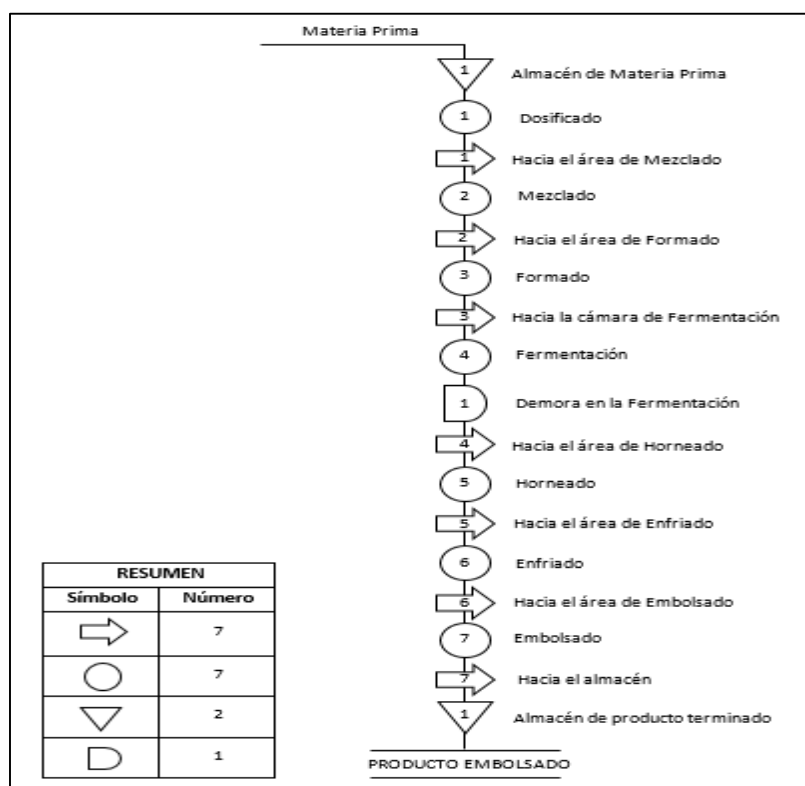 Materia Prima
1 Almacén de Materia Prima
1 Dosificado
1 Hacia el área de Mezclado
2 Mezclado
2 Hacia el área de Formado
3 Formado
3 Hacia la cámara de Fermentación
4 Fermentación
1 Demora en la Fermentación
4 Hacia el área de Horneado
5 Horneado
5 Hacia el área de Enfriado
6 Enfriado
6 Hacia el área de Embolsado
7 Embolsado
7 Hacia el almacén
1 Almacén de producto terminado
PRODUCTO EMBOLSADO
RESUMEN
Símbolo Número
7
7
2
1